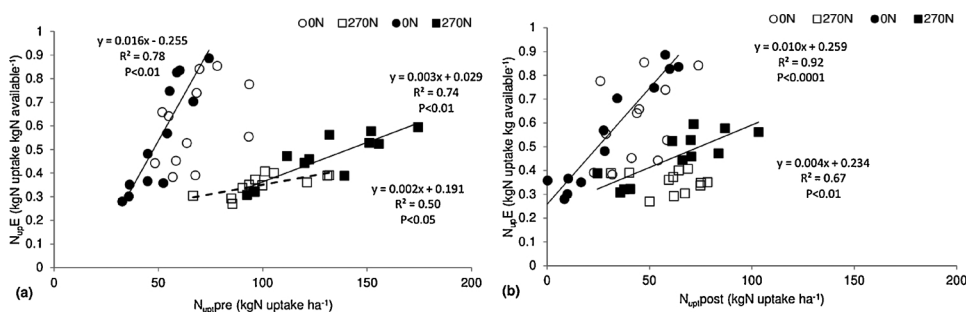 ○0N □270N ●0N ■270N
NupE (kgN uptake kgN available⁻¹)
1
0.9
0.8
0.7
0.6
0.5
0.4
0.3
0.2
0.1
0
y = 0.016x - 0.255
R² = 0.78
P<0.01
y = 0.003x + 0.029
R² = 0.74
P<0.01
y = 0.002x + 0.191
R² = 0.50
P<0.05
0 50 100 150 200
(a)
Nuptpre (kgN uptake ha⁻¹)
○0N □270N ●0N ■270N
NupE (kgN uptake kg available⁻¹)
1
0.9
0.8
0.7
0.6
0.5
0.4
0.3
0.2
0.1
0
y = 0.010x + 0.259
R² = 0.92
P<0.0001
y = 0.004x + 0.234
R² = 0.67
P<0.01
0 50 100 150 200
(b)
Nuptpost (kgN uptake ha⁻¹)